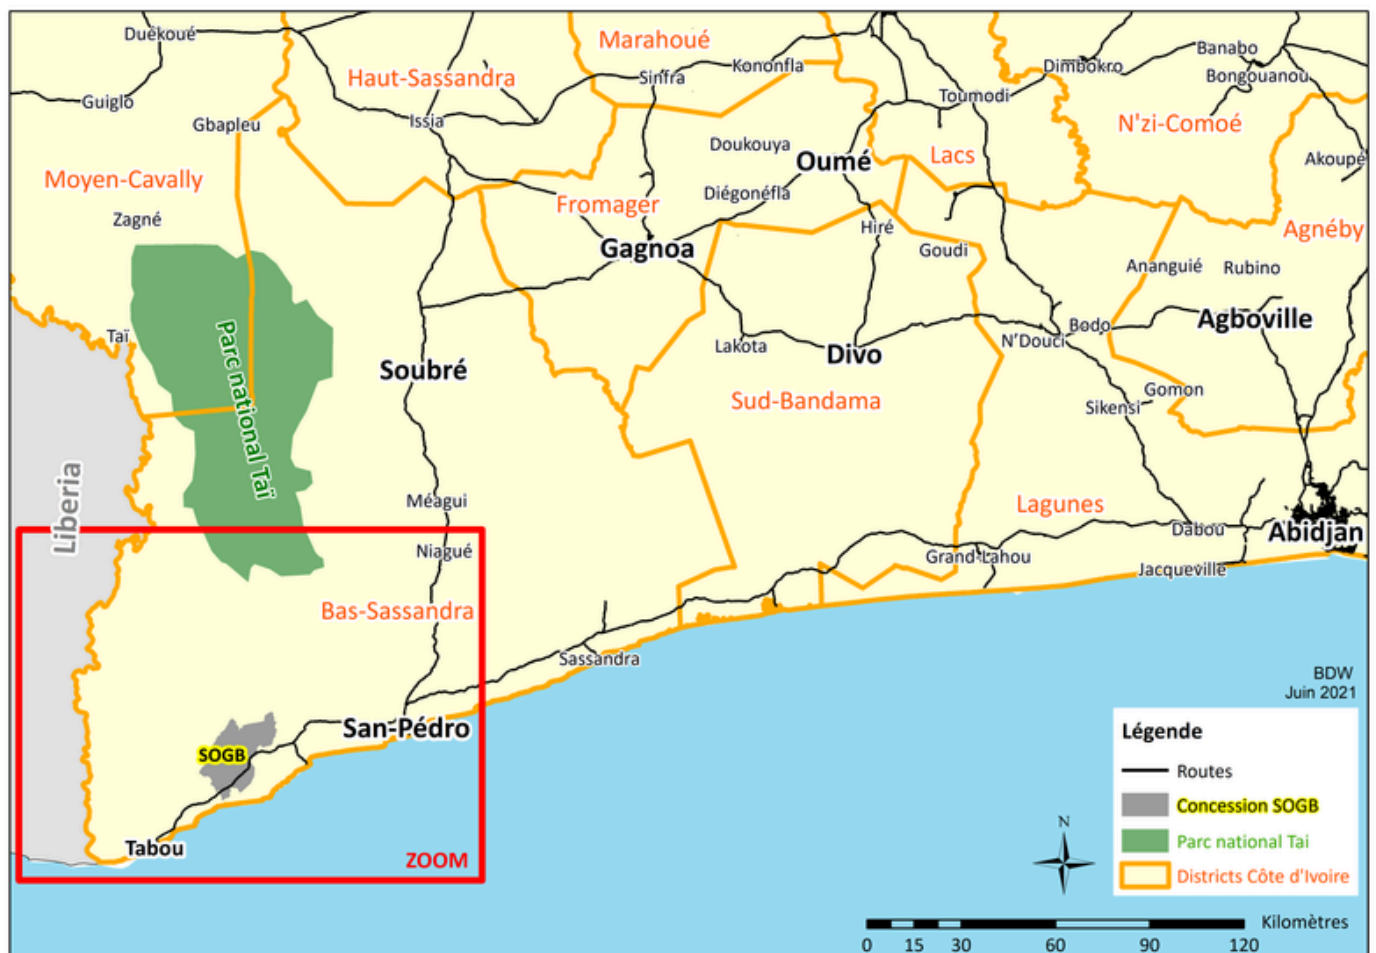 Duékoué
Marahoué
Banabo
Haut-Sassandra
Sinfra
Kononfla
Dimbokro
Bongouanou
Guiglo
Toumodi
Gbapleu
Issia
N'zi-Comoé
Doukouya
Oumé
Lacs
Akoupé
Moyen-Cavally
Diégonéfla
Fromager
Zagné
Hiré
Agnéby
Gagnoa
Goudi
Ananguié
Rubino
Taï
Parc national Taï
Bodo
Agboville
N'Douci
Lakota
Divo
Soubré
Sud-Bandama
Gomon
Sikensi
Liberia
Méagui
Lagunes
Dabou
Abidjan
Niagué
Grand-Lahou
Jacqueville
Bas-Sassandra
Sassandra
BDW
Juin 2021
San-Pédro
SOGB
Tabou
ZOOM
Légende
Routes
Concession SOGB
Parc national Tai
Districts Côte d'Ivoire
N
Kilomètres
0 15 30 60 90 120